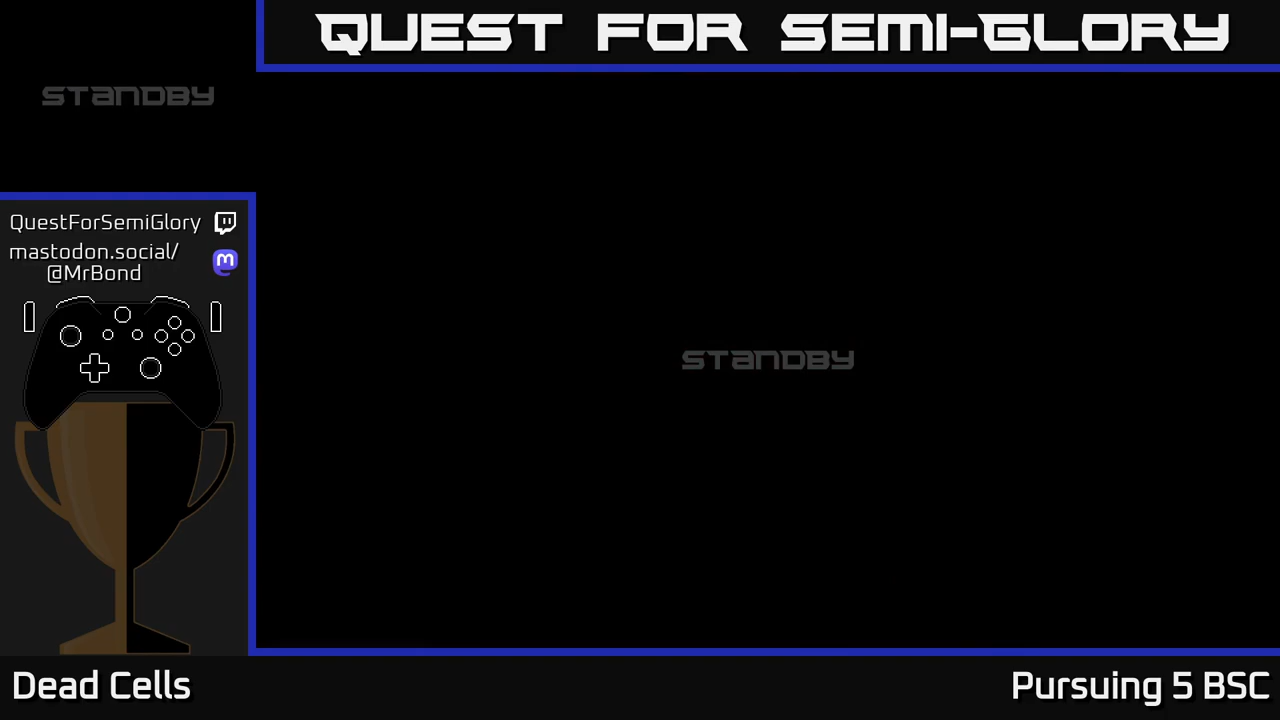 QUEST FOR SEMI-GLORY
STANDBY
QuestForSemiGlory
mastodon.social/
@MrBond
STANDBY
Dead Cells
Pursuing 5 BSC